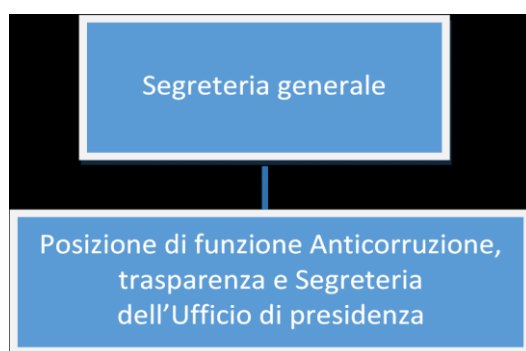 Segreteria generale
Posizione di funzione Anticorruzione,
trasparenza e Segreteria
dell’Ufficio di presidenza